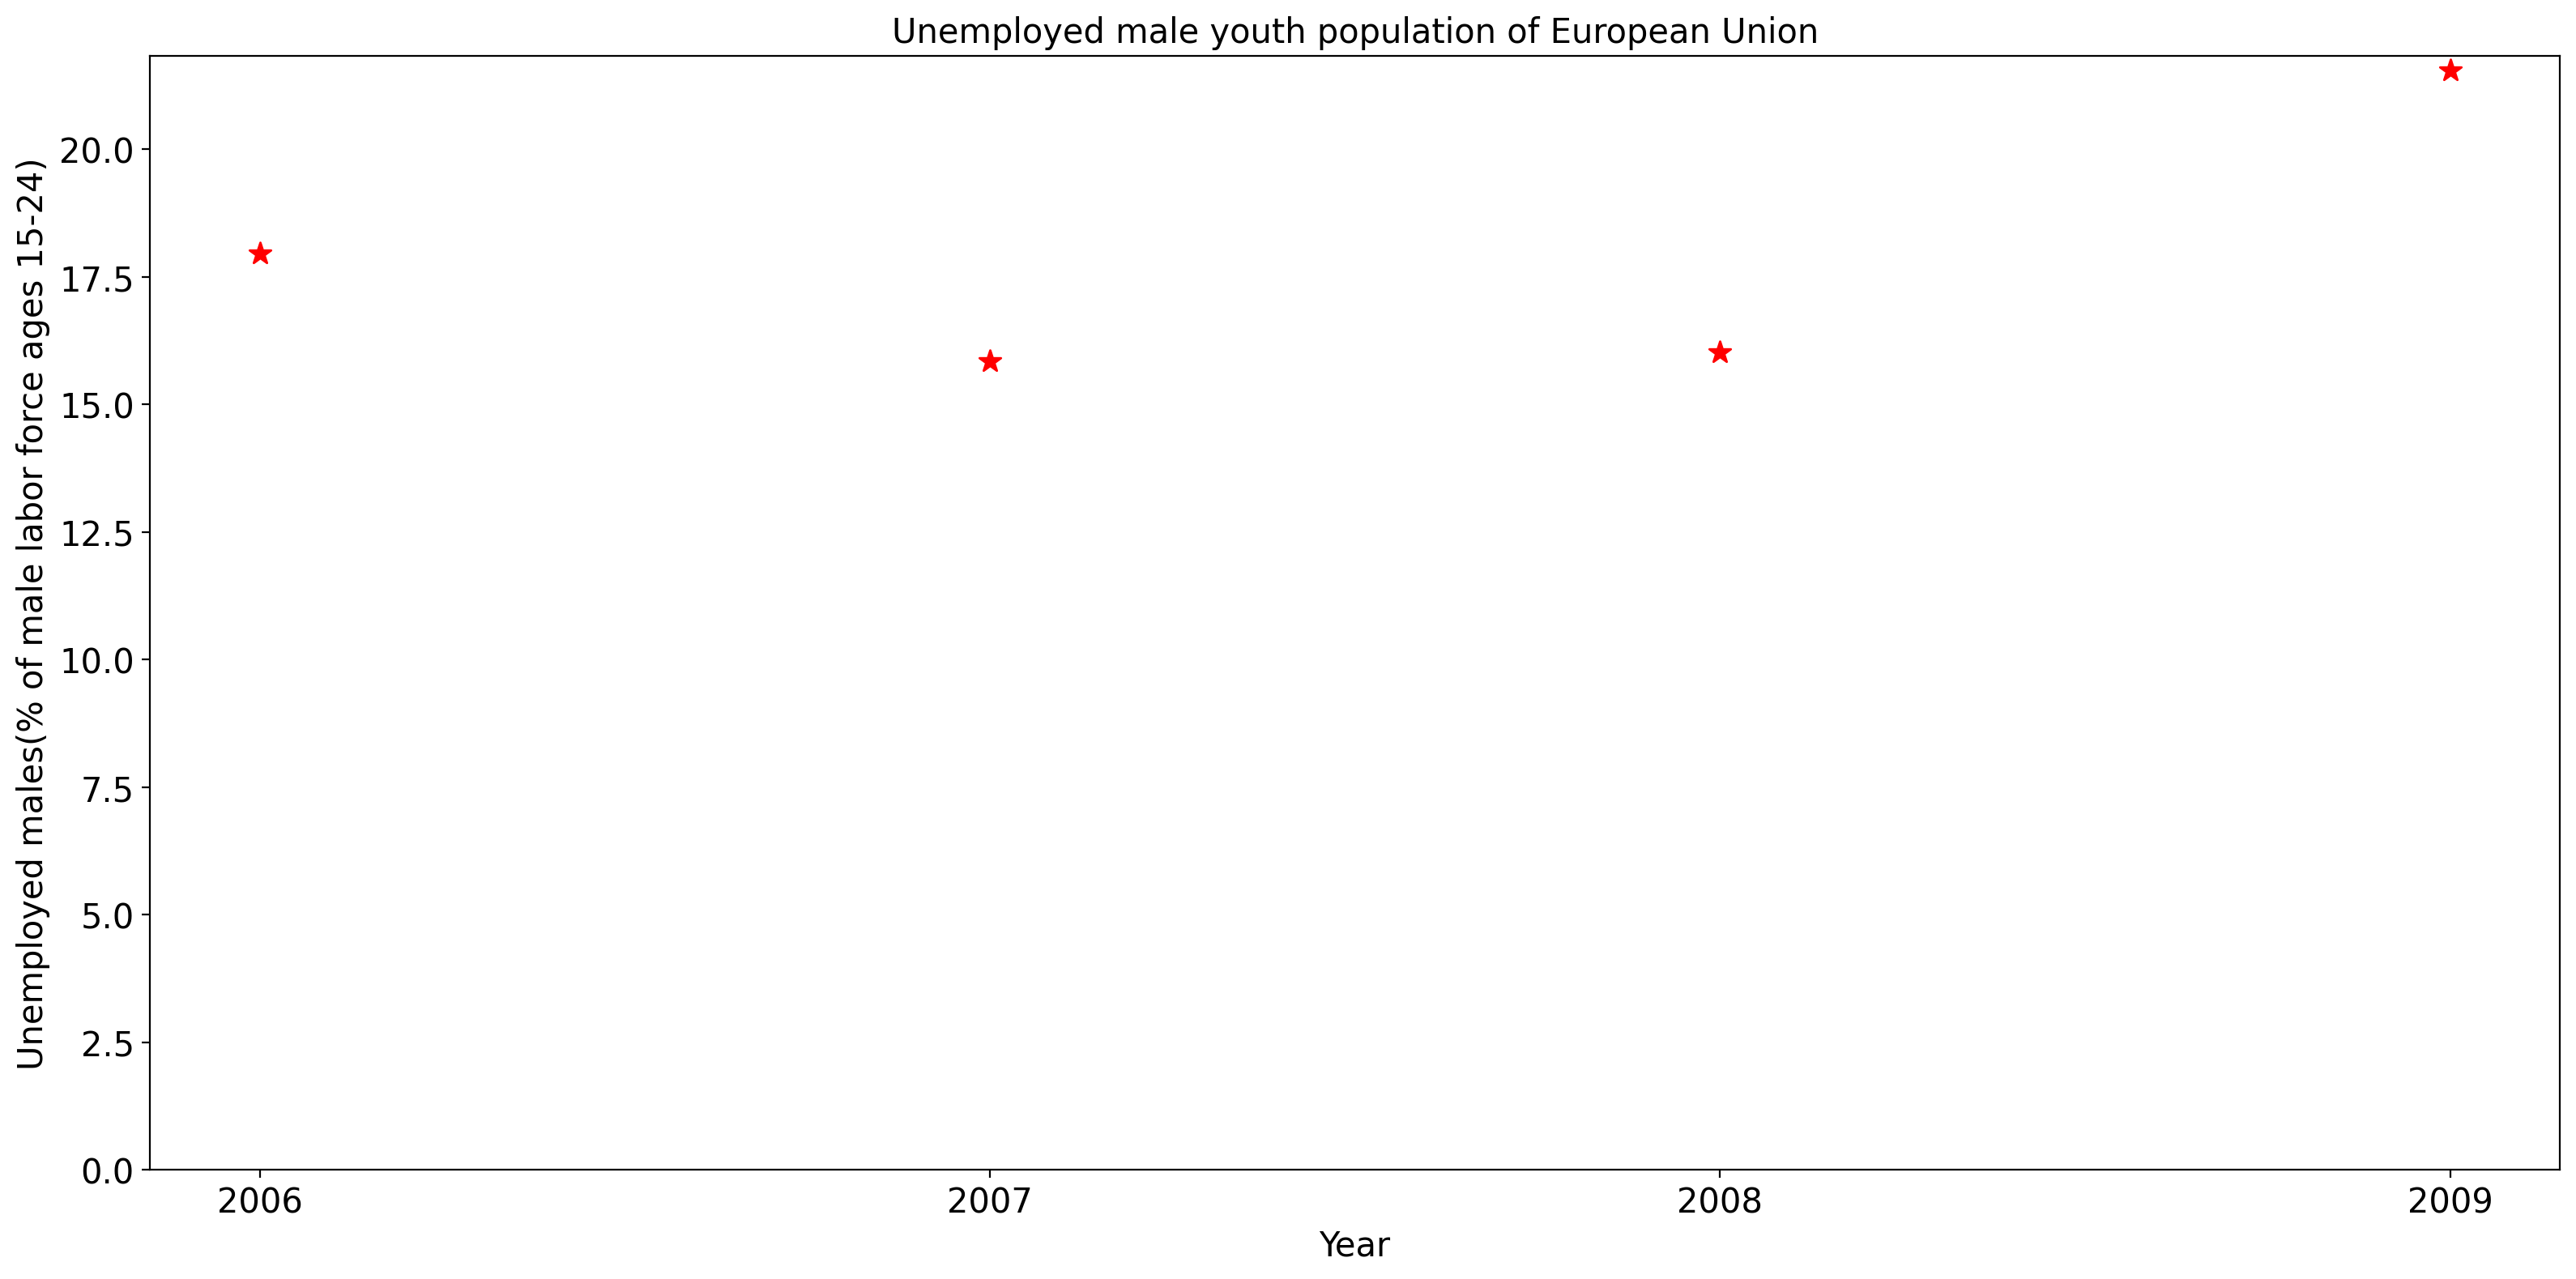 Unemployed male youth population of European Union
Unemployed males(% of male labor force ages 15-24)
20.0
17.5
15.0
12.5
10.0
7.5
5.0
2.5
0.0
2006 2007 2008 2009
Year